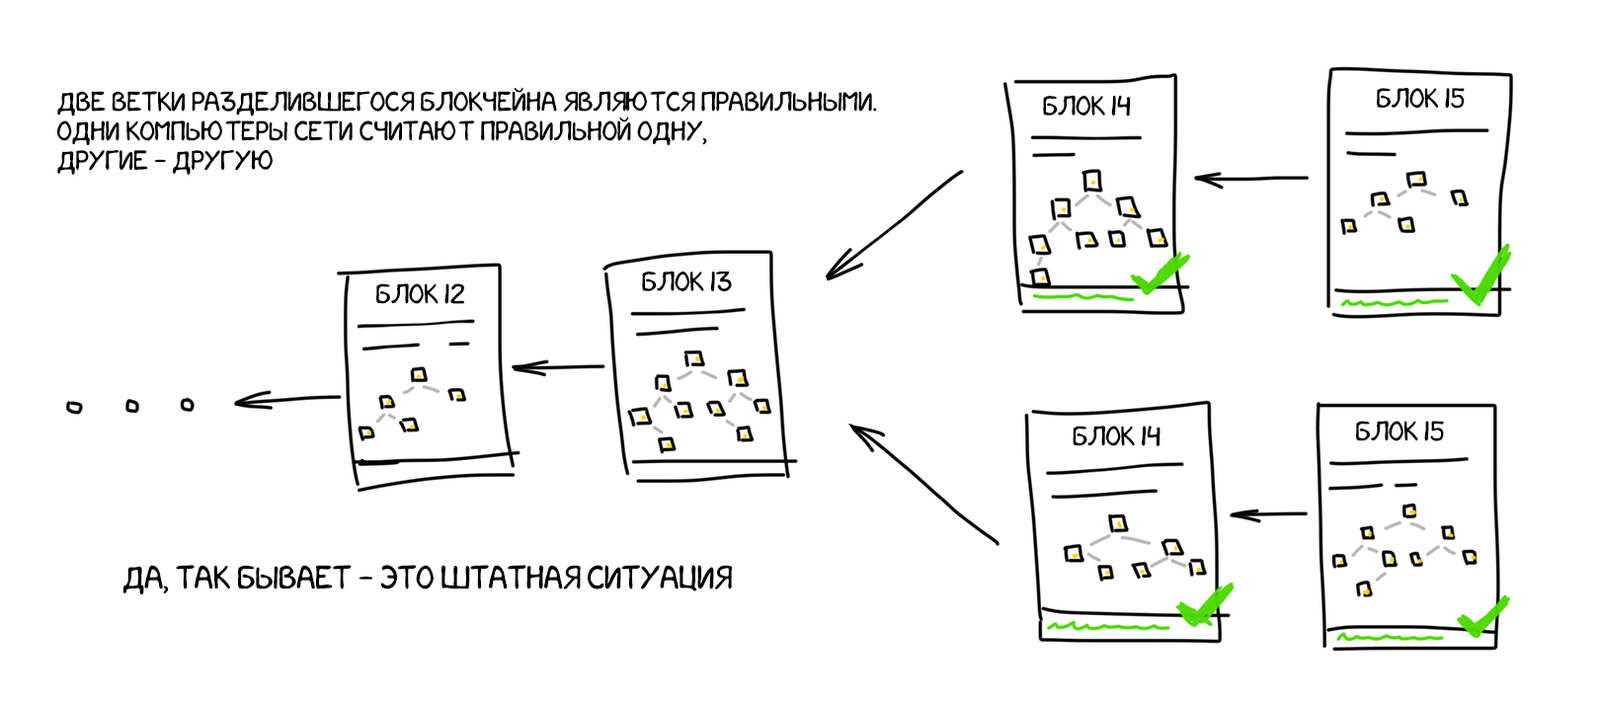 ДВЕ ВЕТКИ РАЗДЕЛИВШЕГОСЯ БЛОКЧЕЙНА ЯВЛЯЮТСЯ ПРАВИЛЬНЫМИ.
ОДНИ КОМПЬЮТЕРЫ СЕТИ СЧИТАЮТ ПРАВИЛЬНОЙ ОДНУ,
ДРУГИЕ – ДРУГУЮ
БЛОК 14
БЛОК 15
БЛОК 12
БЛОК 13
БЛОК 14
БЛОК 15
ДА, ТАК БЫВАЕТ – ЭТО ШТАТНАЯ СИТУАЦИЯ